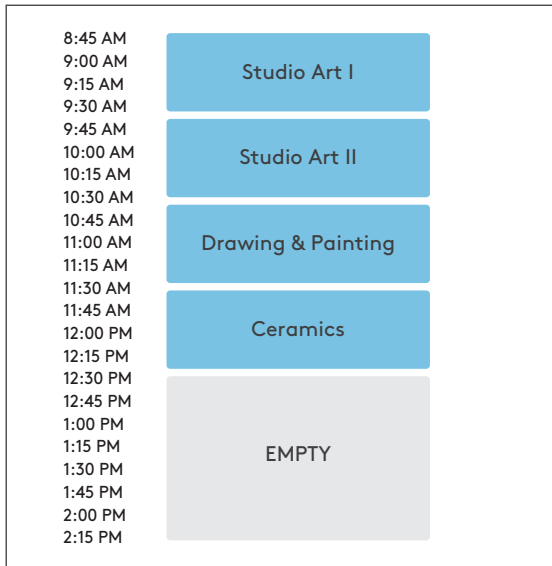 8:45 AM
9:00 AM
9:15 AM
9:30 AM
9:45 AM
10:00 AM
10:15 AM
10:30 AM
10:45 AM
11:00 AM
11:15 AM
11:30 AM
11:45 AM
12:00 PM
12:15 PM
12:30 PM
12:45 PM
1:00 PM
1:15 PM
1:30 PM
1:45 PM
2:00 PM
2:15 PM
Studio Art I
Studio Art II
Drawing & Painting
Ceramics
EMPTY